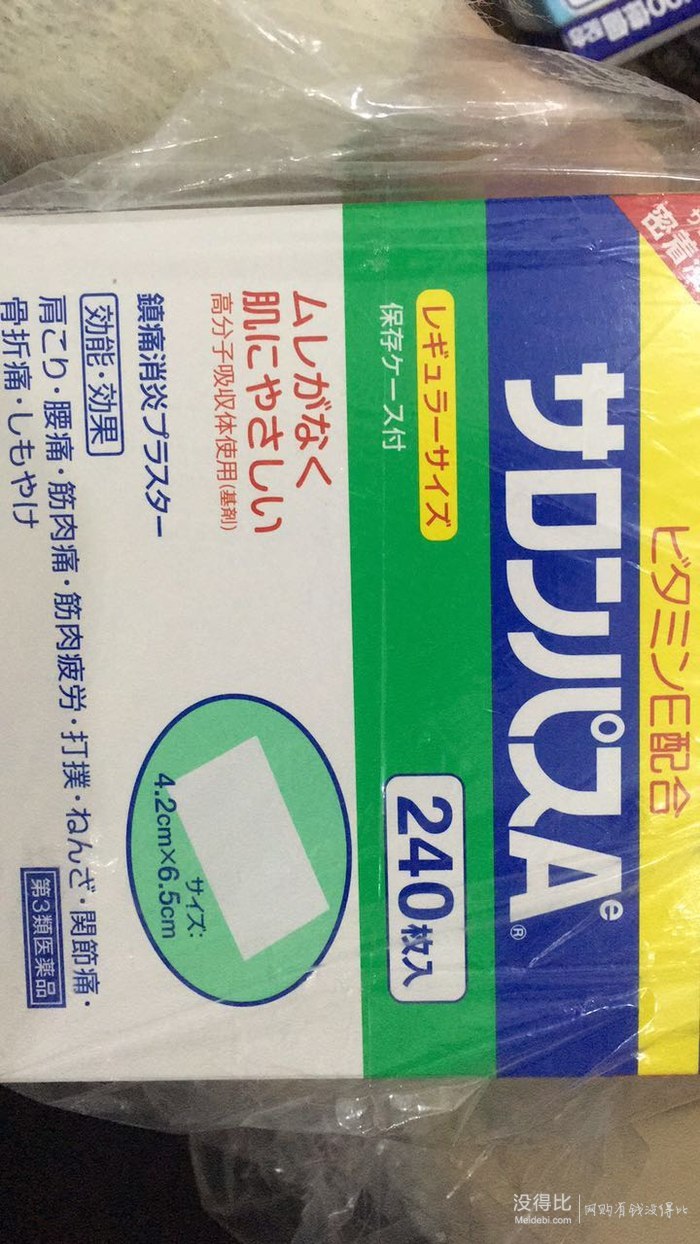 ビタミンE配合
サロンパスAe®
レギュラーサイズ
保存ケース付
240枚入
ムレがなく
肌にやさしい
高分子吸収体使用(基剤)
鎮痛消炎プラスター
効能・効果
肩こり・腰痛・筋肉痛・筋肉疲労・打撲・ねんざ・関節痛・
骨折痛・しもやけ
サイズ:
4.2cm×6.5cm
第3類医薬品
没得比
Meidebi.com
网购有钱没得比